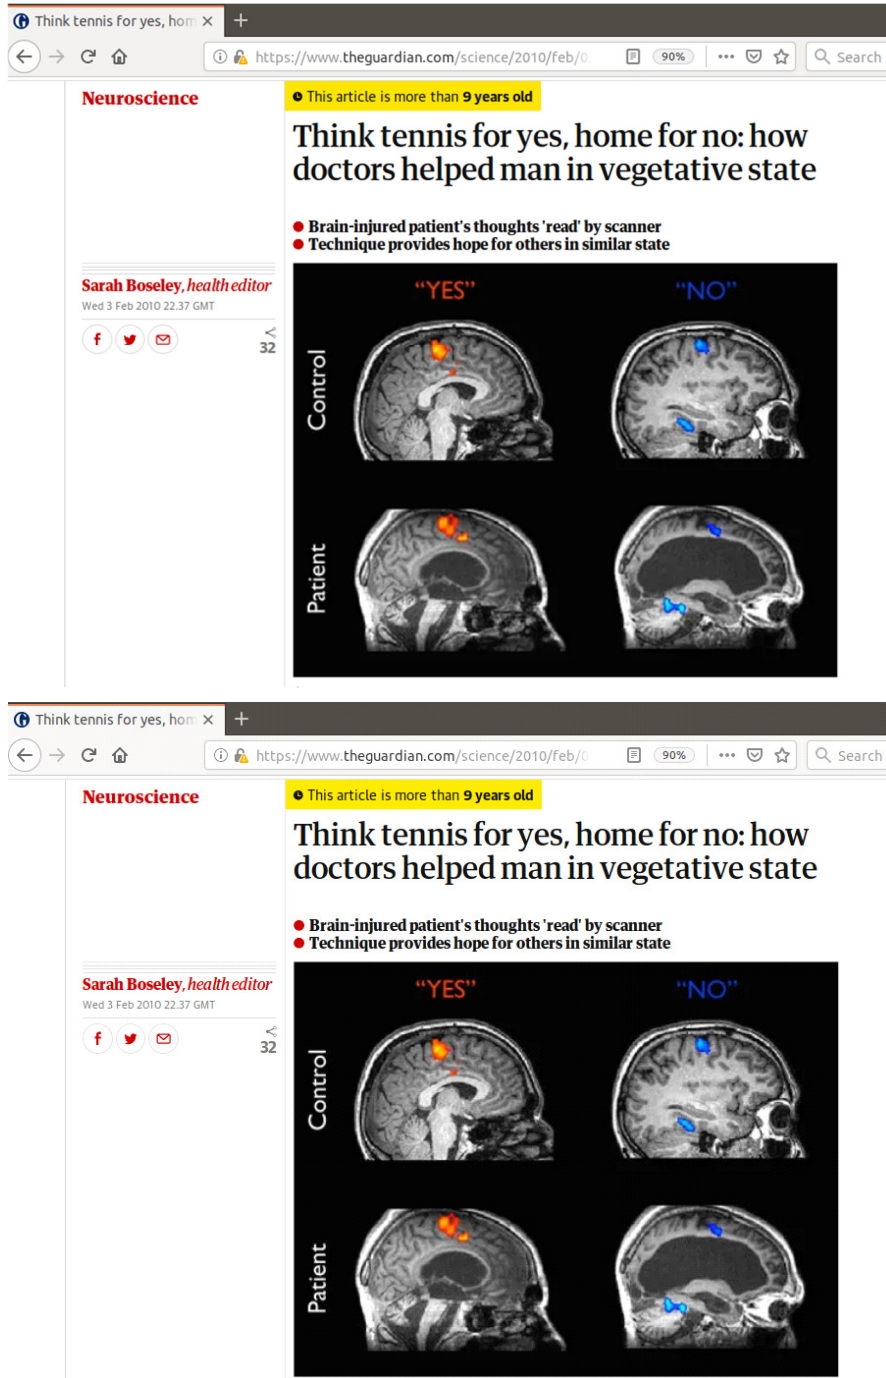 Think tennis for yes, hom
https://www.theguardian.com/science/2010/feb/0
90%
Search
Neuroscience
This article is more than 9 years old
Think tennis for yes, home for no: how
doctors helped man in vegetative state
Brain-injured patient's thoughts 'read' by scanner
Technique provides hope for others in similar state
Sarah Boseley, health editor
Wed 3 Feb 2010 22.37 GMT
32
"YES"
"NO"
Control
Patient
Think tennis for yes, hom
https://www.theguardian.com/science/2010/feb/0
90%
Search
Neuroscience
This article is more than 9 years old
Think tennis for yes, home for no: how
doctors helped man in vegetative state
Brain-injured patient's thoughts 'read' by scanner
Technique provides hope for others in similar state
Sarah Boseley, health editor
Wed 3 Feb 2010 22.37 GMT
32
"YES"
"NO"
Control
Patient